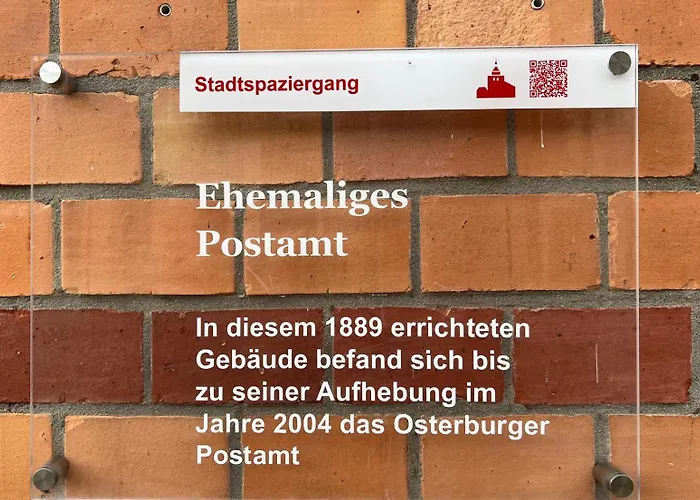 Stadtspaziergang
Ehemaliges
Postamt
In diesem 1889 errichteten
Gebäude befand sich bis
zu seiner Aufhebung im
Jahre 2004 das Osterburger
Postamt